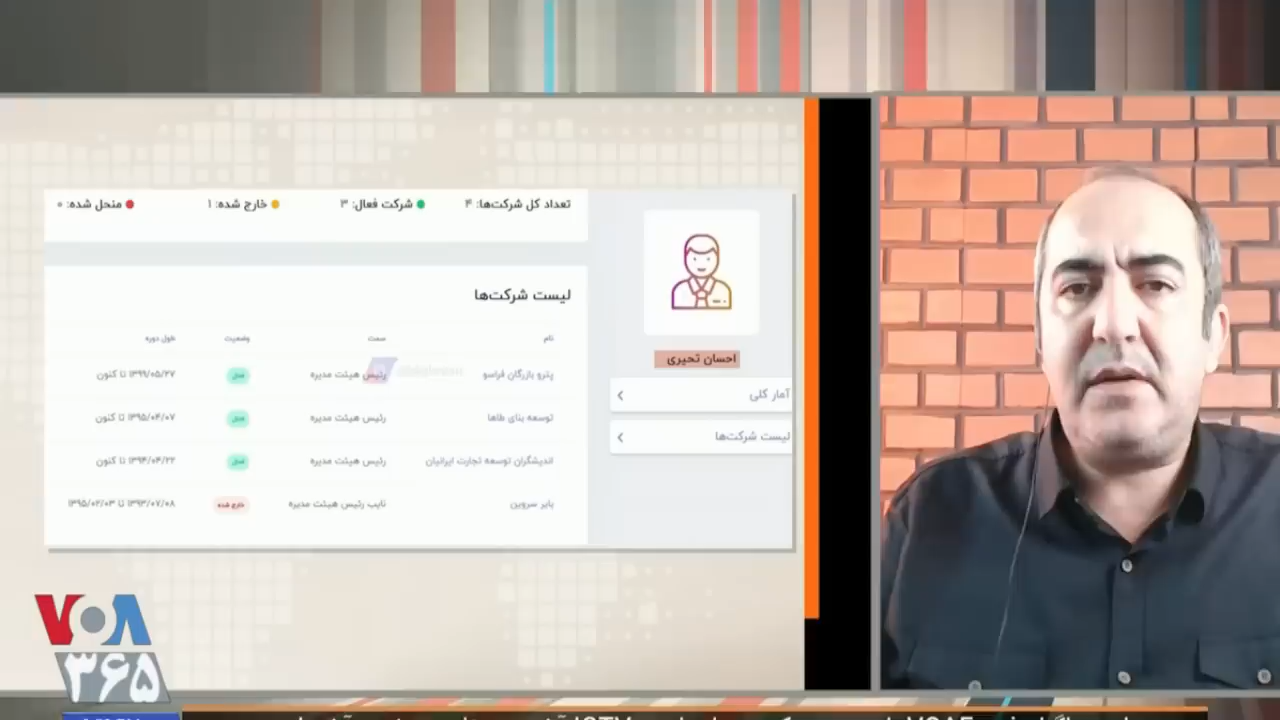 تعداد کل شرکت‌ها: ۴
شرکت فعال: ۳
خارج شده: ۱
منحل شده: ۰
احسان تحیری
آمار کلی
لیست شرکت‌ها
لیست شرکت‌ها
نام سمت وضعیت طول دوره
پترو بازرگان فراسو رئیس هیئت مدیره فعال ۱۳۹۹/۰۵/۲۷ تا کنون
توسعه بنای طاها رئیس هیئت مدیره فعال ۱۳۹۵/۰۴/۰۷ تا کنون
اندیشگران توسعه تجارت ایرانیان رئیس هیئت مدیره فعال ۱۳۹۴/۰۴/۲۲ تا کنون
بایر سروین نایب رئیس هیئت مدیره خارج شده ۱۳۹۳/۰۷/۰۸ تا ۱۳۹۵/۰۲/۰۳
VOA
۳۶۵